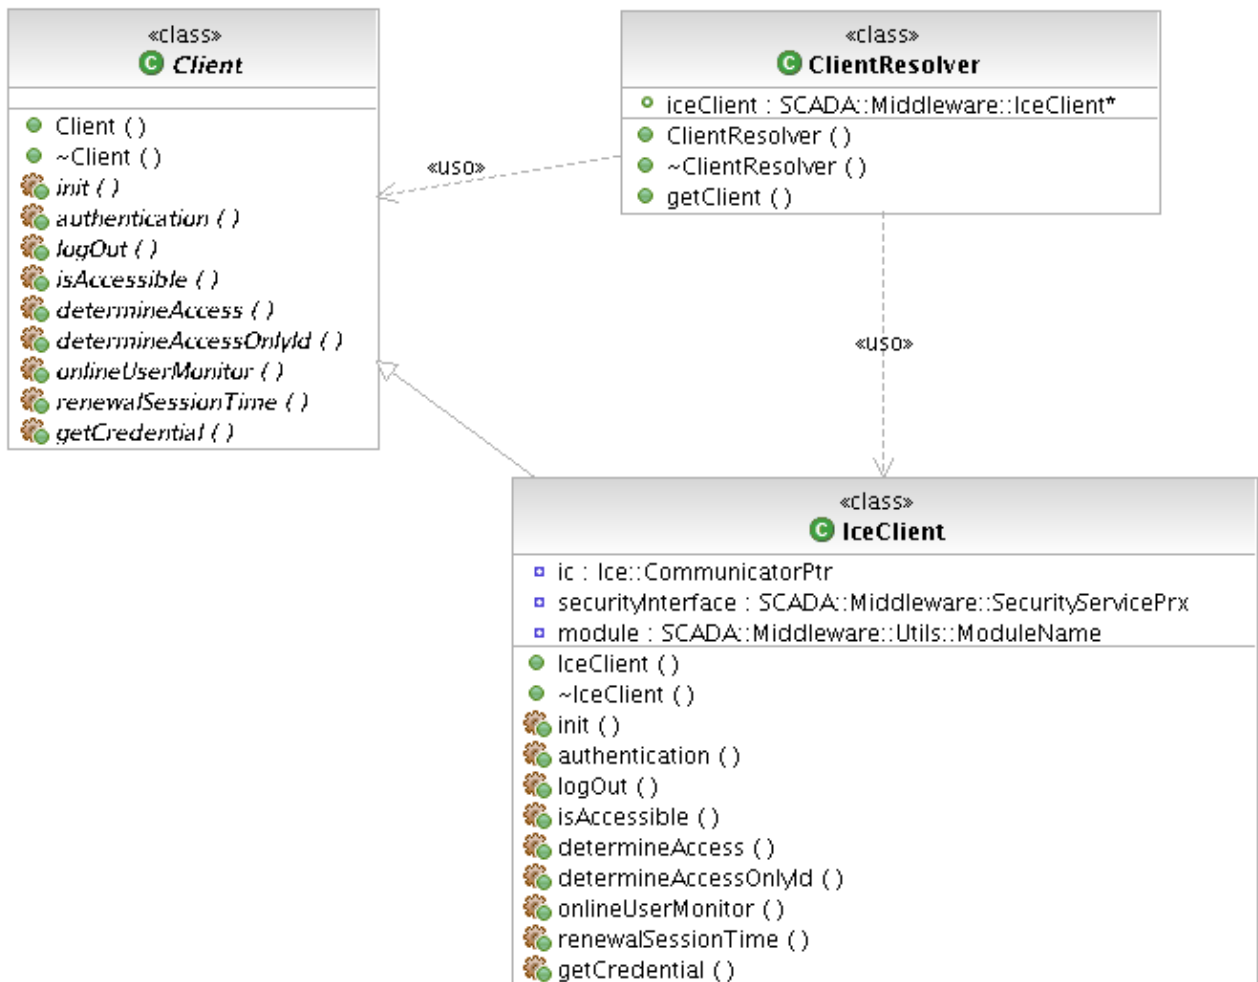 «class»
C Client
Client ( )
~Client ( )
init ( )
authentication ( )
logOut ( )
isAccessible ( )
determineAccess ( )
determineAccessOnlyId ( )
onlineUserMonitor ( )
renewalSessionTime ( )
getCredential ( )
«uso»
«class»
C ClientResolver
iceClient : SCADA::Middleware::IceClient*
ClientResolver ( )
~ClientResolver ( )
getClient ( )
«uso»
«class»
C IceClient
ic : Ice::CommunicatorPtr
securityInterface : SCADA::Middleware::SecurityServicePrx
module : SCADA::Middleware::Utils::ModuleName
IceClient ( )
~IceClient ( )
init ( )
authentication ( )
logOut ( )
isAccessible ( )
determineAccess ( )
determineAccessOnlyId ( )
onlineUserMonitor ( )
renewalSessionTime ( )
getCredential ( )